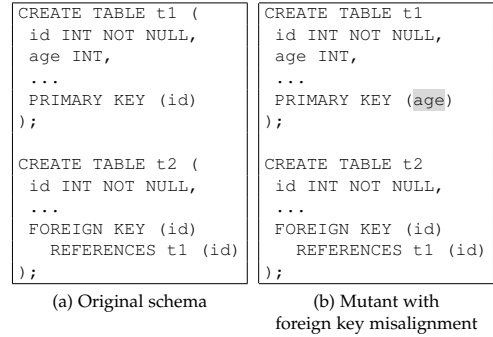 CREATE TABLE t1 (
id INT NOT NULL,
age INT,
...
PRIMARY KEY (id)
);
CREATE TABLE t2 (
id INT NOT NULL,
...
FOREIGN KEY (id)
REFERENCES t1 (id)
);
(a) Original schema
CREATE TABLE t1
id INT NOT NULL,
age INT,
...
PRIMARY KEY (age)
);
CREATE TABLE t2
id INT NOT NULL,
...
FOREIGN KEY (id)
REFERENCES t1 (id)
);
(b) Mutant with
foreign key misalignment